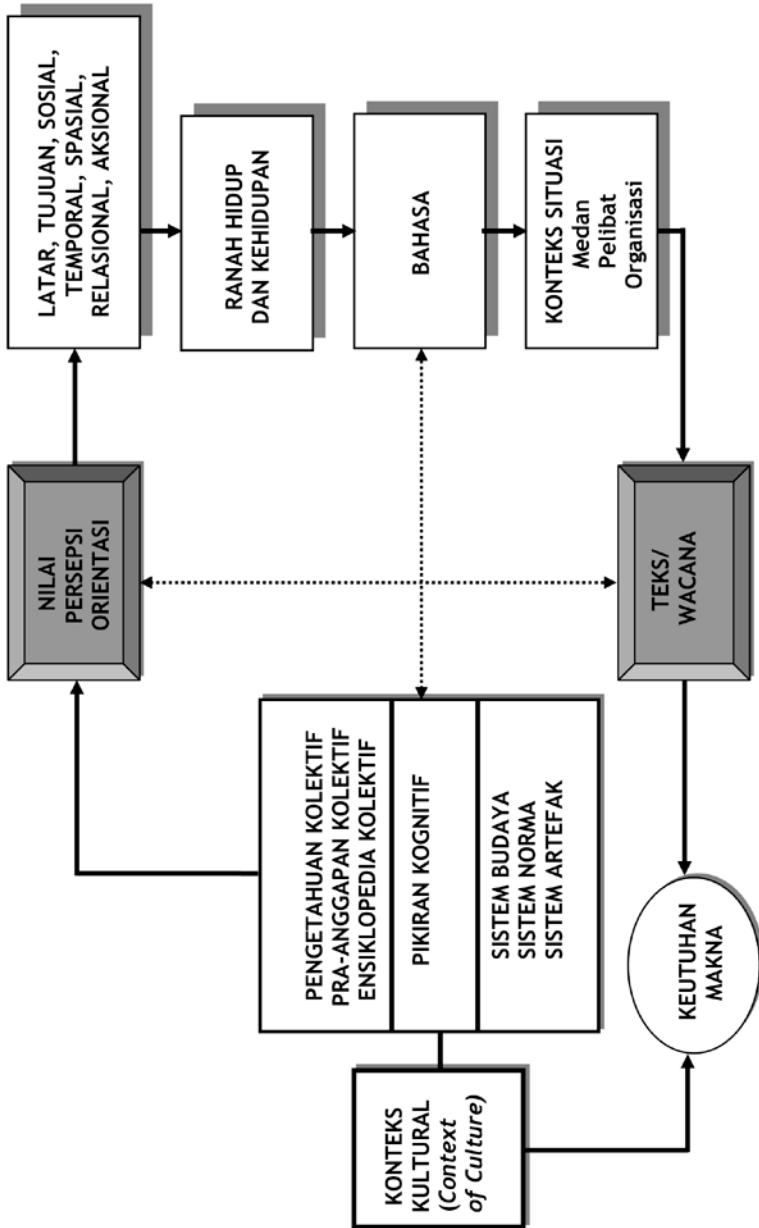 KONTEKS
KULTURAL
(Context
of Culture)
PENGETAHUAN KOLEKTIF
PRA-ANGGAPAN KOLEKTIF
ENSIKLOPEDIA KOLEKTIF
PIKIRAN KOGNITIF
SISTEM BUDAYA
SISTEM NORMA
SISTEM ARTEFAK
NILAI
PERSEPSI
ORIENTASI
LATAR, TUJUAN, SOSIAL,
TEMPORAL, SPASIAL,
RELASIONAL, AKSIONAL
RANAH HIDUP
DAN KEHIDUPAN
BAHASA
KONTEKS SITUASI
Medan
Pelibat
Organisasi
TEKS/
WACANA
KEUTUHAN
MAKNA